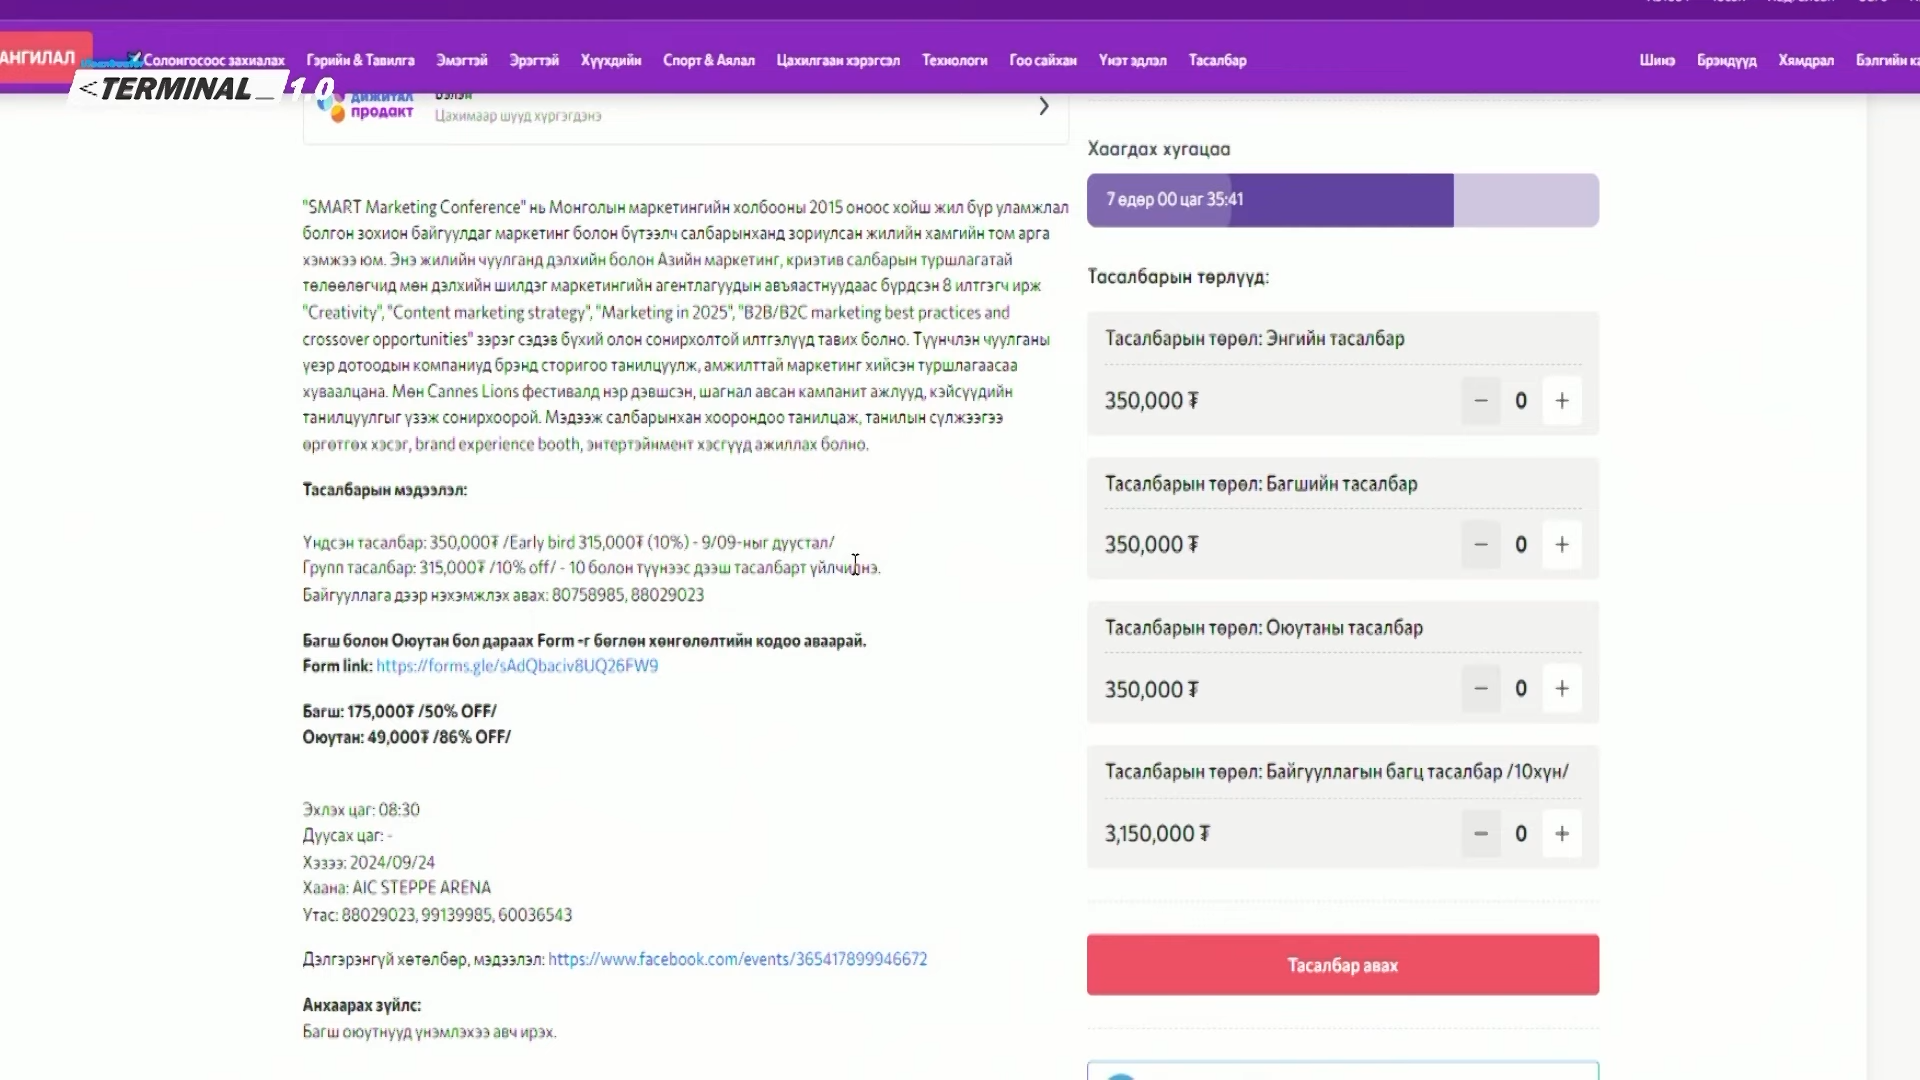 АНГИЛАЛ
Солонгосоос захиалах Гэрийн & Тавилга Эмэгтэй Эрэгтэй Хүүхдийн Спорт & Аялал Цахилгаан хэрэгсэл Технологи Гоо сайхан Үнэт эдлэл Тасалбар Шинэ Брэндүүд Хямдрал Бэлгийн
<TERMINAL_ 1.0
дижитал
продакт
Цахимаар шууд хүргэгдэнэ
"SMART Marketing Conference" нь Монголын маркетингийн холбооны 2015 оноос хойш жил бүр уламжлал
болгон зохион байгуулдаг маркетинг болон бүтээлч салбарынханд зориулсан жилийн хамгийн том арга
хэмжээ юм. Энэ жилийн чуулганд дэлхийн болон Азийн маркетинг, криэтив салбарын туршлагатай
төлөөлөгчид мөн дэлхийн шилдэг маркетингийн агентлагуудын авъяастнуудаас бүрдсэн 8 илтгэгч ирж
"Creativity", "Content marketing strategy", "Marketing in 2025", "B2B/B2C marketing best practices and
crossover opportunities" зэрэг сэдэв бүхий олон сонирхолтой илтгэлүүд тавих болно. Түүнчлэн чуулганы
үеэр дотоодын компаниуд брэнд сторигоо танилцуулж, амжилттай маркетинг хийсэн туршлагаасаа
хуваалцана. Мөн Cannes Lions фестивалд нэр дэвшсэн, шагнал авсан кампанит ажлууд, кэйсүүдийн
танилцуулгыг үзэж сонирхоорой. Мэдээж салбарынхан хоорондоо танилцаж, танилын сүлжээгээ
өргөтгөх хэсэг, brand experience booth, энтертэйнмент хэсгүүд ажиллах болно.
Тасалбарын мэдээлэл:
Үндсэн тасалбар: 350,000₮ /Early bird 315,000₮ (10%) - 9/09-ныг дуустал/
Групп тасалбар: 315,000₮ /10% off/ - 10 болон түүнээс дээш тасалбарт үйлчилнэ.
Байгууллага дээр нэхэмжлэх авах: 80758985, 88029023
Багш болон Оюутан бол дараах Form -г бөглөн хөнгөлөлтийн кодоо аваарай.
Form link: https://forms.gle/sAdQbaciv8UQ26FW9
Багш: 175,000₮ /50% OFF/
Оюутан: 49,000₮ /86% OFF/
Эхлэх цаг: 08:30
Дуусах цаг: -
Хэзээ: 2024/09/24
Хаана: AIC STEPPE ARENA
Утас: 88029023, 99139985, 60036543
Дэлгэрэнгүй хөтөлбөр, мэдээлэл: https://www.facebook.com/events/365417899946672
Анхаарах зүйлс:
Багш оюутнууд үнэмлэхээ авч ирэх.
Хаагдах хугацаа
7 өдөр 00 цаг 35:41
Тасалбарын төрлүүд:
Тасалбарын төрөл: Энгийн тасалбар
350,000 ₮ − 0 +
Тасалбарын төрөл: Багшийн тасалбар
350,000 ₮ − 0 +
Тасалбарын төрөл: Оюутаны тасалбар
350,000 ₮ − 0 +
Тасалбарын төрөл: Байгууллагын багц тасалбар /10хүн/
3,150,000 ₮ − 0 +
Тасалбар авах